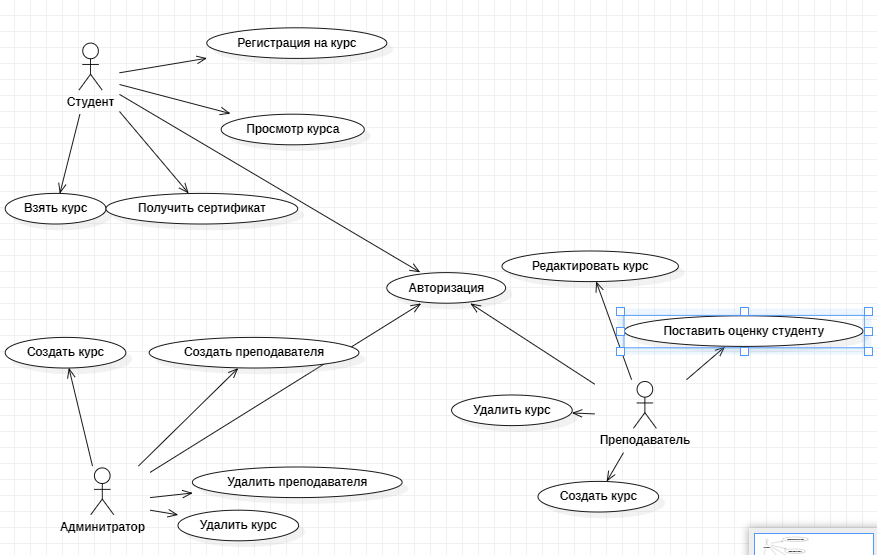 Регистрация на курс
Студент
Просмотр курса
Взять курс
Получить сертификат
Редактировать курс
Авторизация
Поставить оценку студенту
Создать курс
Создать преподавателя
Удалить курс
Преподаватель
Удалить преподавателя
Создать курс
Админитратор
Удалить курс